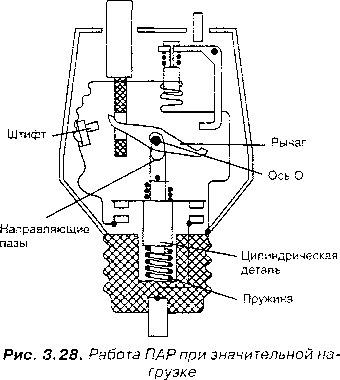 Штифт
Рычаг
Ось О
Направляющие
пазы
Цилиндрическая
деталь
Пружина
Рис. 3.28. Работа ПАР при значительной на-
грузке